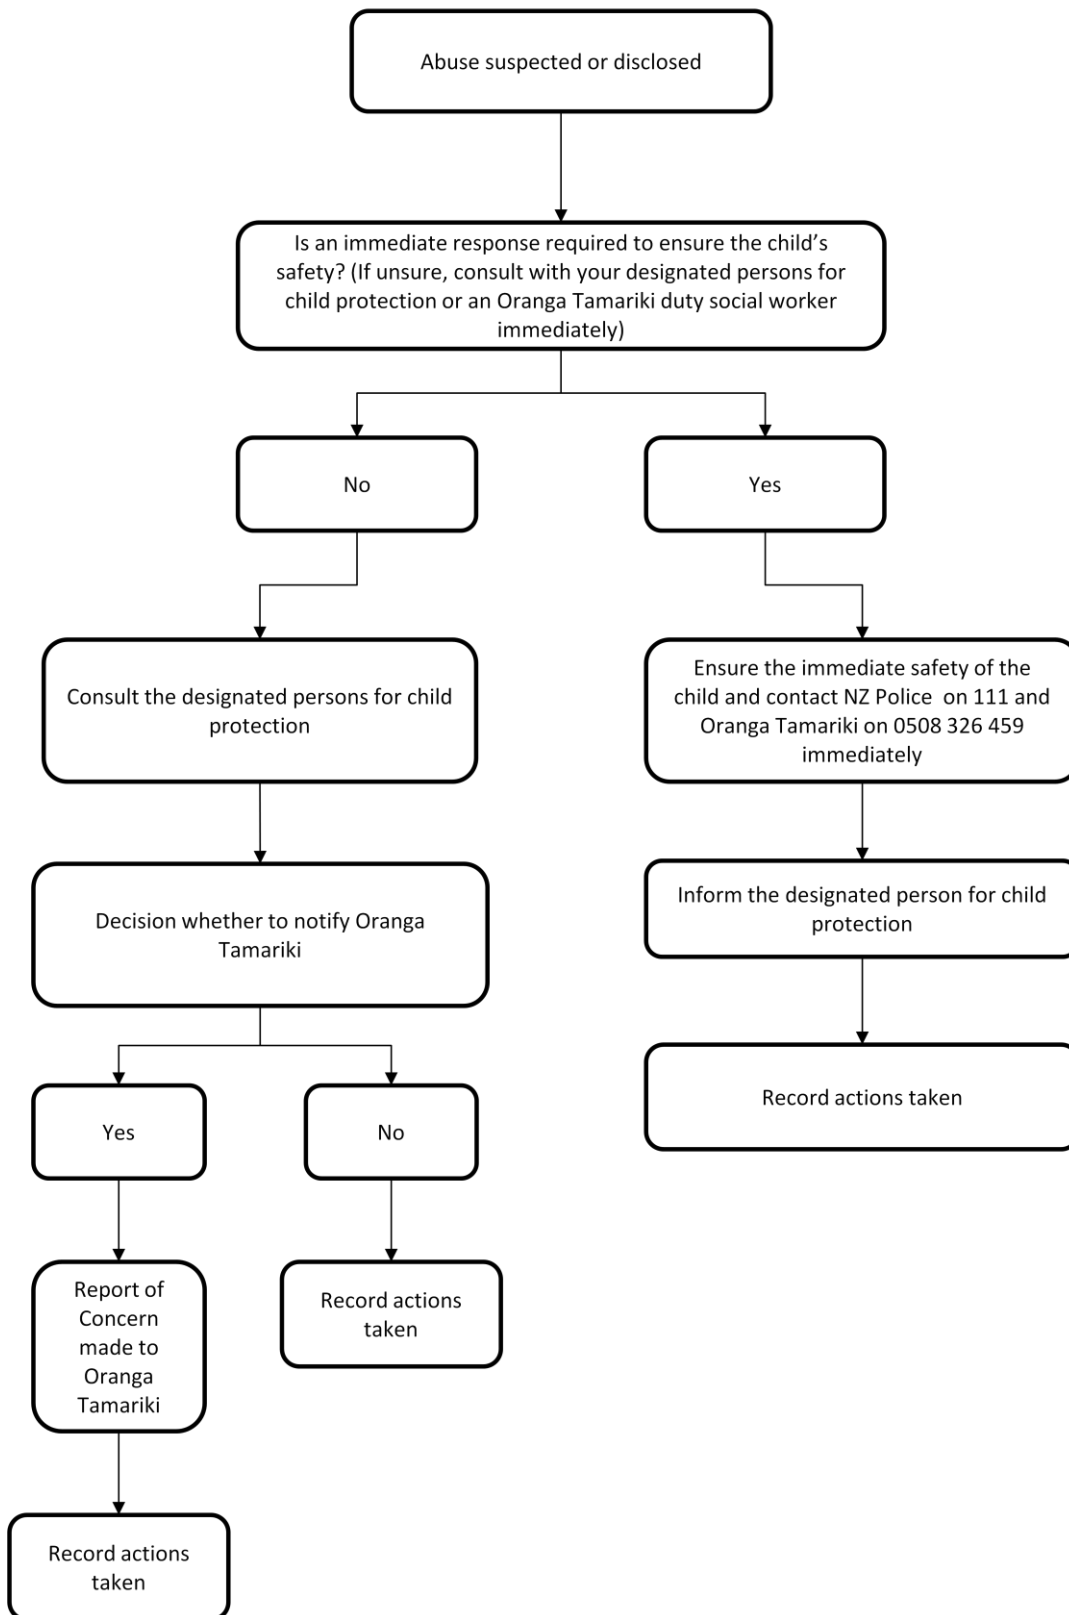 Abuse suspected or disclosed
Is an immediate response required to ensure the child’s
safety? (If unsure, consult with your designated persons for
child protection or an Oranga Tamariki duty social worker
immediately)
No
Yes
Consult the designated persons for child
protection
Ensure the immediate safety of the
child and contact NZ Police  on 111 and
Oranga Tamariki on 0508 326 459
immediately
Decision whether to notify Oranga
Tamariki
Inform the designated person for child
protection
Record actions taken
Yes
No
Report of
Concern
made to
Oranga
Tamariki
Record actions
taken
Record actions
taken